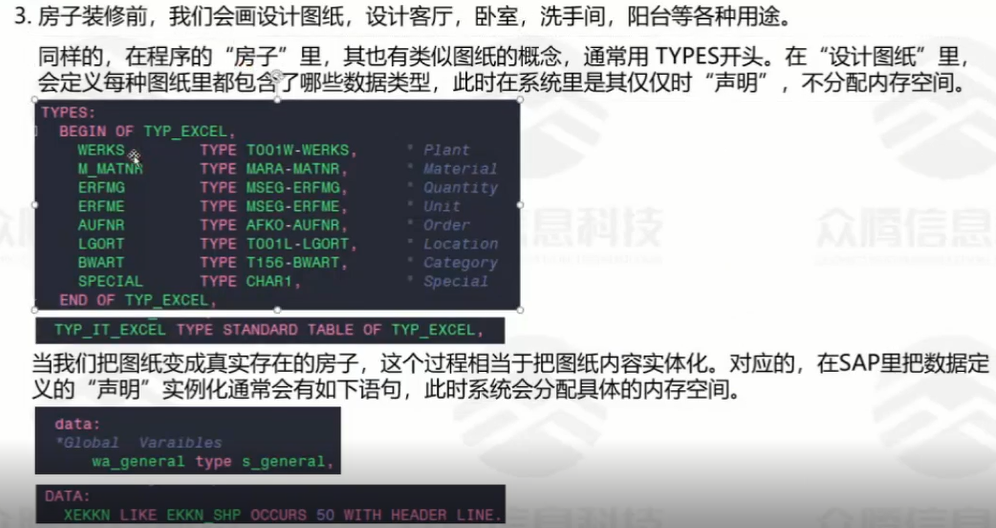 3. 房子装修前，我们会画设计图纸，设计客厅，卧室，洗手间，阳台等各种用途。
同样的，在程序的“房子”里，其也有类似图纸的概念，通常用 TYPES开头。在“设计图纸”里，
会定义每种图纸里都包含了哪些数据类型，此时在系统里是其仅仅时“声明”，不分配内存空间。
TYPES:
BEGIN OF TYP_EXCEL,
WERKS TYPE T001W-WERKS, " Plant
M_MATNR TYPE MARA-MATNR, " Material
ERFMG TYPE MSEG-ERFMG, " Quantity
ERFME TYPE MSEG-ERFME, " Unit
AUFNR TYPE AFKO-AUFNR, " Order
LGORT TYPE T001L-LGORT, " Location
BWART TYPE T156-BWART, " Category
SPECIAL TYPE CHAR1, " Special
END OF TYP_EXCEL,
TYP_IT_EXCEL TYPE STANDARD TABLE OF TYP_EXCEL,
当我们把图纸变成真实存在的房子，这个过程相当于把图纸内容实体化。对应的，在SAP里把数据定
义的“声明”实例化通常会有如下语句，此时系统会分配具体的内存空间。
data:
*Global Varaibles
wa_general type s_general,
DATA:
XEKKN LIKE EKKN_SHP OCCURS 50 WITH HEADER LINE.
息科技
众腾信息